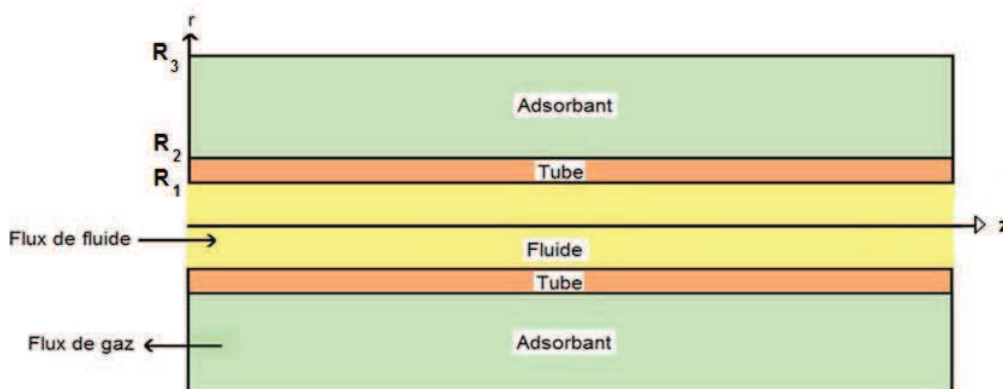 r
R3
Adsorbant
R2
Tube
R1
z
Flux de fluide
Fluide
Tube
Flux de gaz
Adsorbant